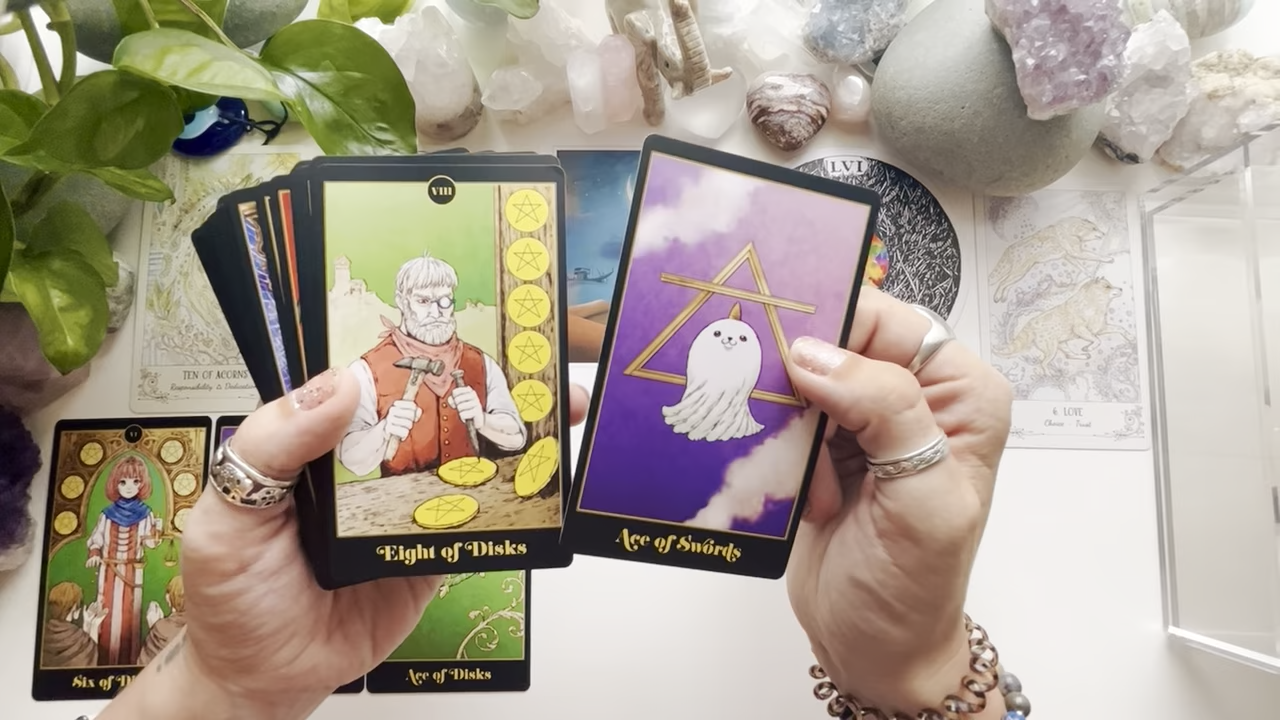 LVI
VIII
TEN OF ACORNS
Responsibility & Dedication
6. LOVE
Choice - Trust
Eight of Disks
Ace of Swords
VI
Six of Di
Ace of Disks